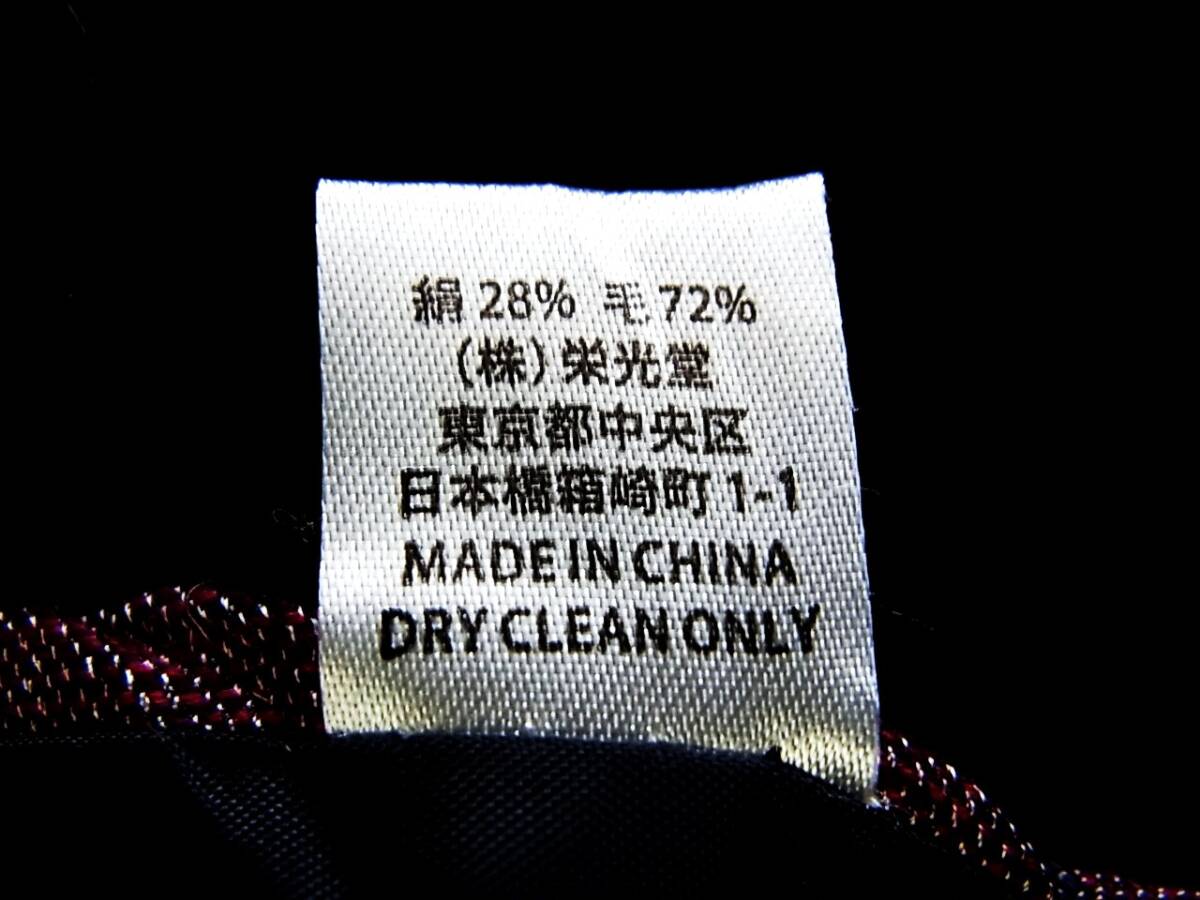 絹 28% 毛 72%
(株) 栄光堂
東京都中央区
日本橋箱崎町 1-1
MADE IN CHINA
DRY CLEAN ONLY